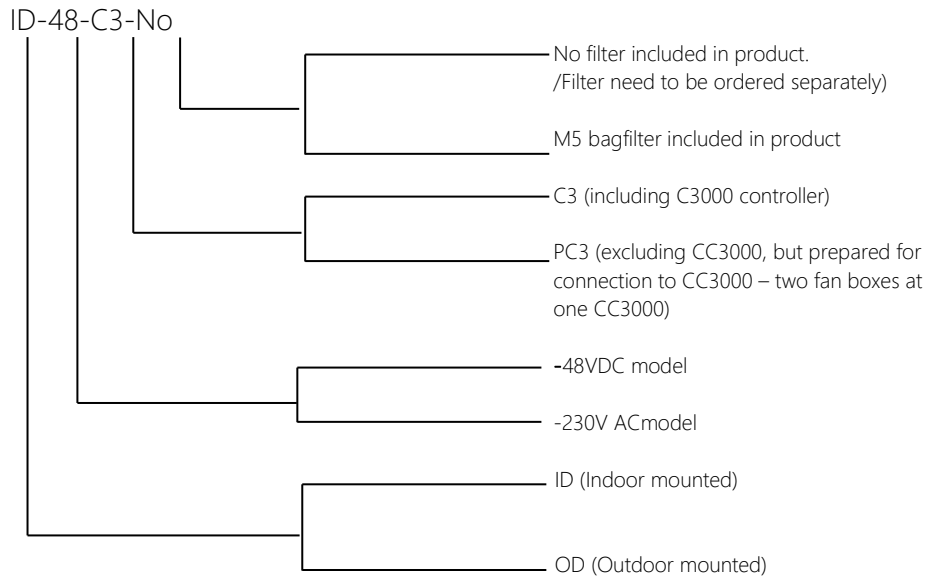 ID-48-C3-No
No filter included in product.
/Filter need to be ordered separately)
M5 bagfilter included in product
C3 (including C3000 controller)
PC3 (excluding CC3000, but prepared for
connection to CC3000 – two fan boxes at
one CC3000)
-48VDC model
-230V ACmodel
ID (Indoor mounted)
OD (Outdoor mounted)